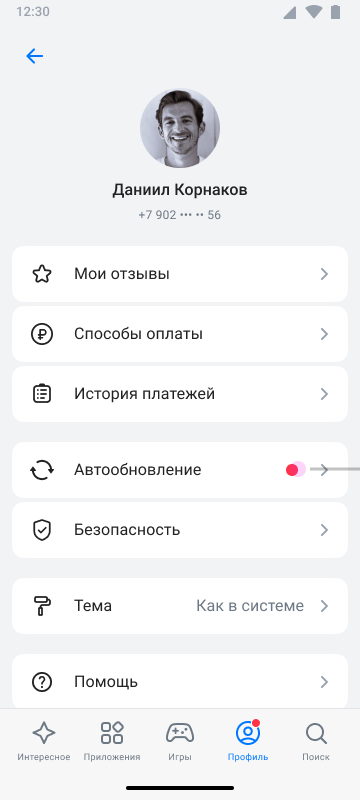 12:30
Даниил Корнаков
+7 902 ••• •• 56
Мои отзывы
Способы оплаты
История платежей
Автообновление
Безопасность
Тема Как в системе
Помощь
Интересное Приложения Игры Профиль Поиск